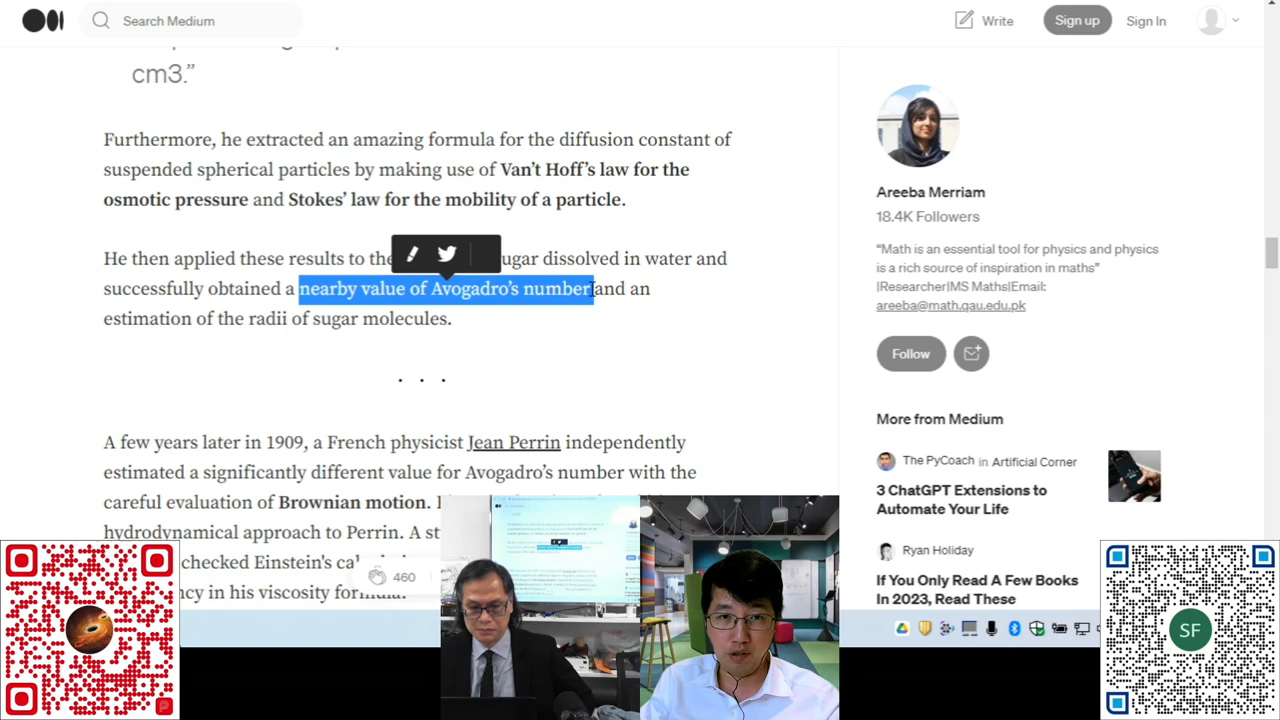 Search Medium
Write
Sign up
Sign In
cm3.”
Furthermore, he extracted an amazing formula for the diffusion constant of
suspended spherical particles by making use of Van’t Hoff’s law for the
osmotic pressure and Stokes’ law for the mobility of a particle.
He then applied these results to the ugar dissolved in water and
successfully obtained a nearby value of Avogadro’s number and an
estimation of the radii of sugar molecules.
. . .
A few years later in 1909, a French physicist Jean Perrin independently
estimated a significantly different value for Avogadro’s number with the
careful evaluation of Brownian motion.
hydrodynamical approach to Perrin. A st
checked Einstein's cal
ncy in his viscosity formula.
460
Areeba Merriam
18.4K Followers
“Math is an essential tool for physics and physics
is a rich source of inspiration in maths”
|Researcher|MS Maths|Email:
areeba@math.qau.edu.pk
Follow
More from Medium
The PyCoach in Artificial Corner
3 ChatGPT Extensions to
Automate Your Life
Ryan Holiday
If You Only Read A Few Books
In 2023, Read These
SF